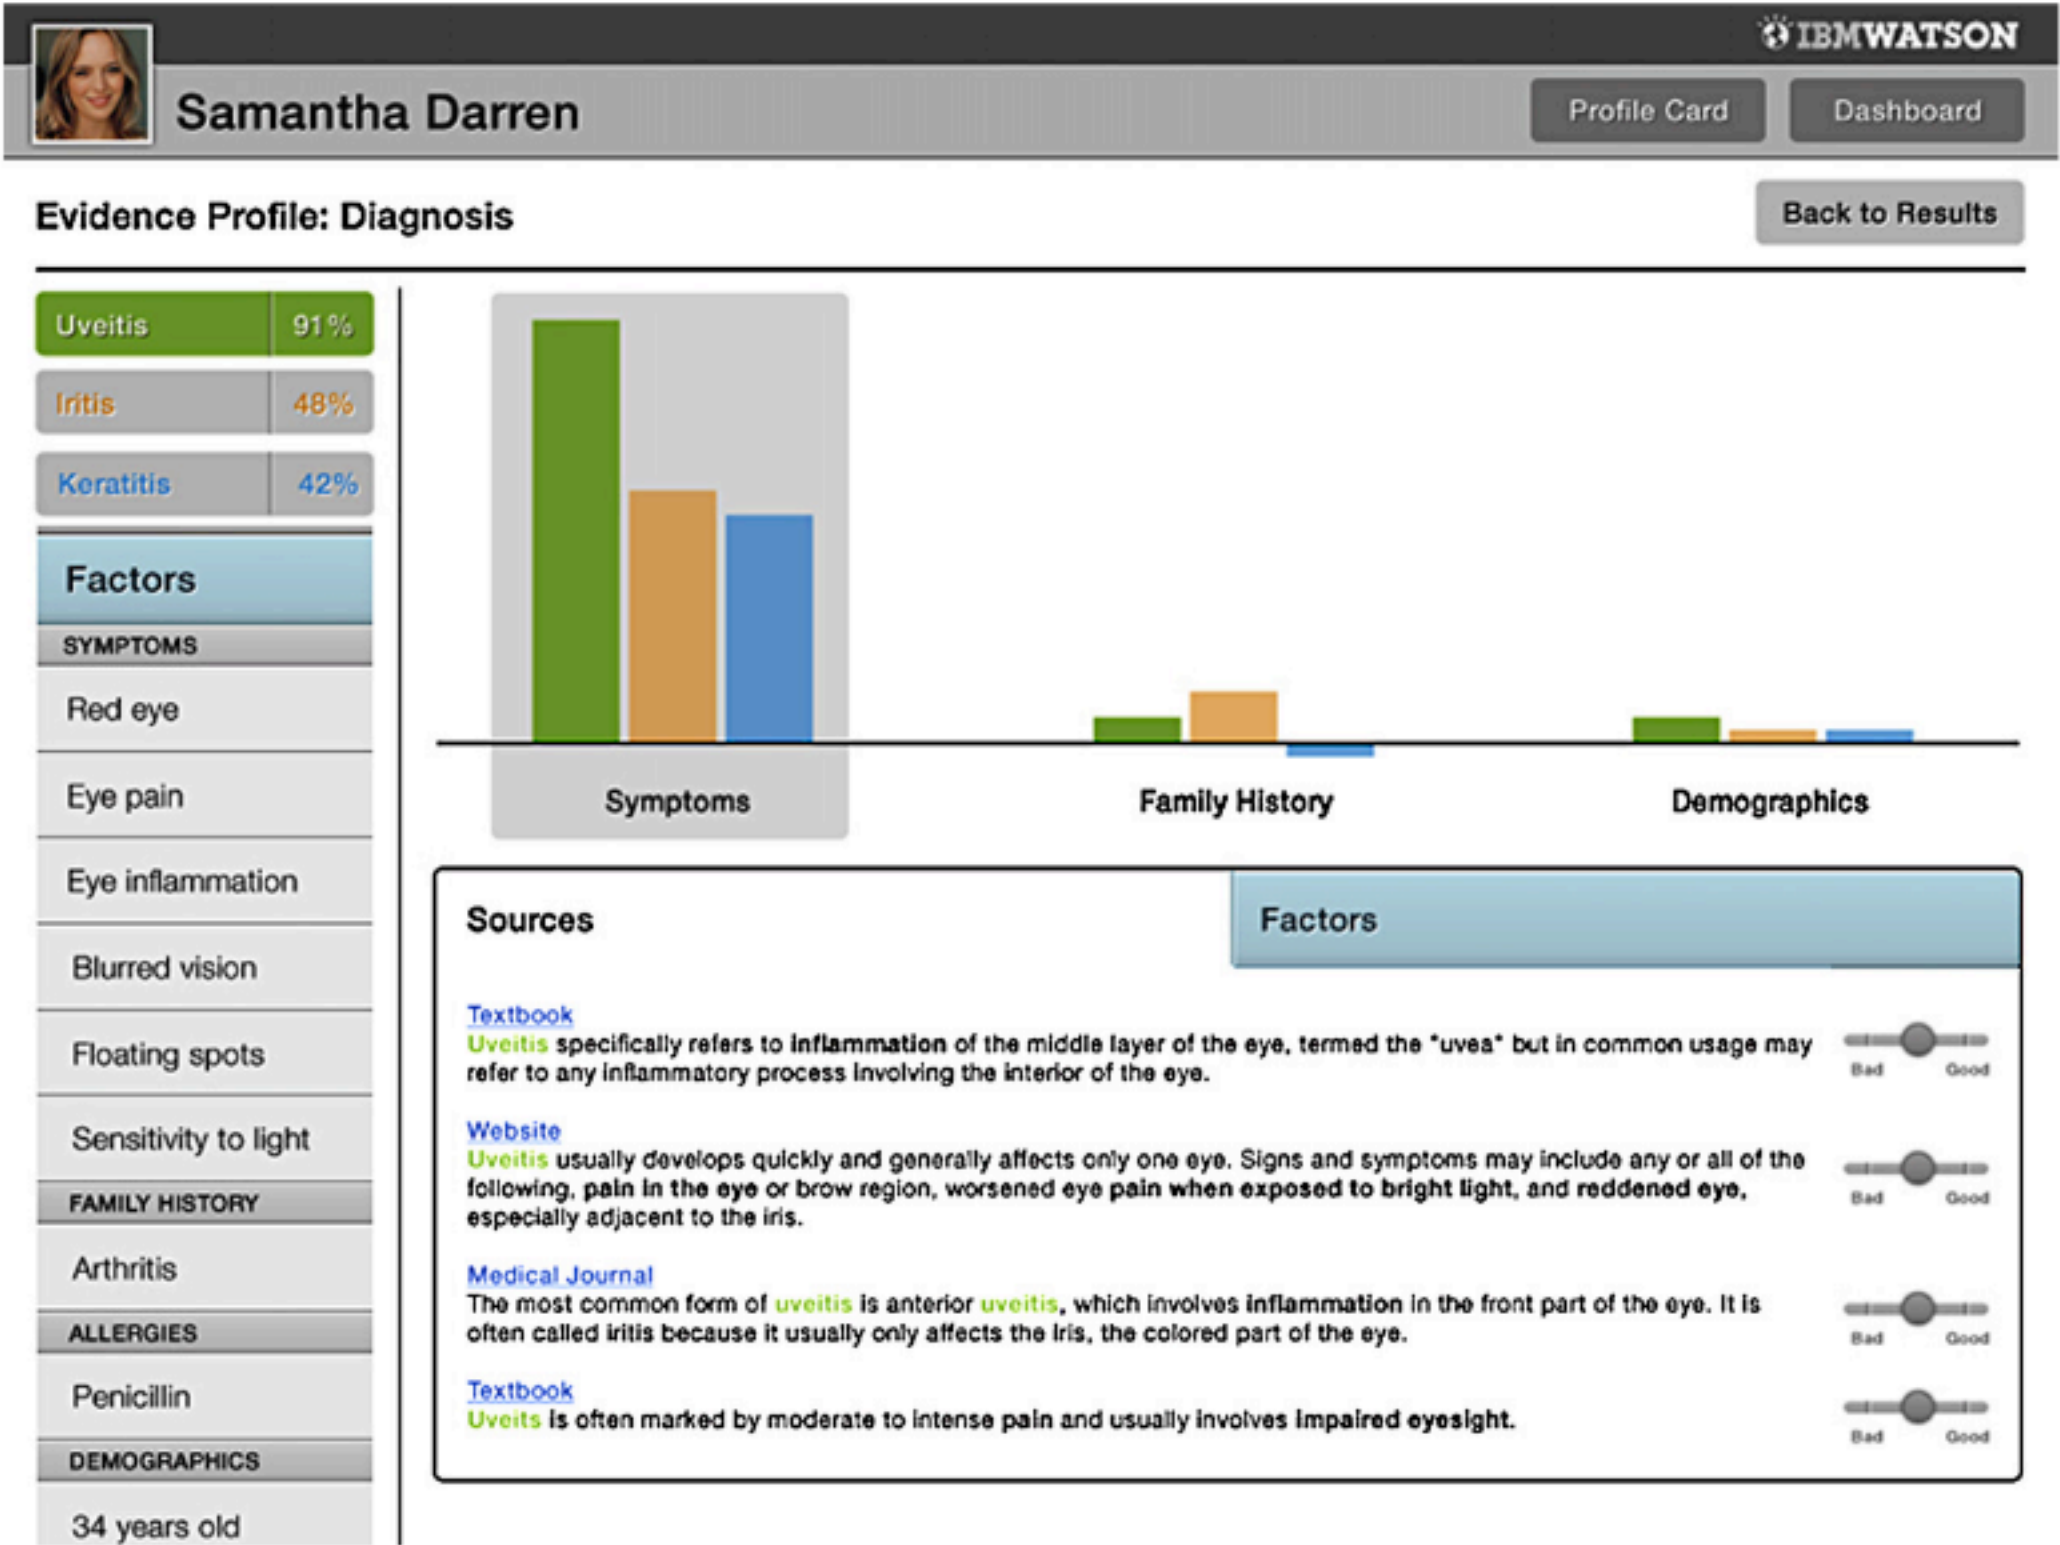 IBMWATSON
Samantha Darren
Profile Card
Dashboard
Evidence Profile: Diagnosis
Back to Results
Uveitis 91%
Iritis 48%
Keratitis 42%
Factors
SYMPTOMS
Red eye
Eye pain
Eye inflammation
Blurred vision
Floating spots
Sensitivity to light
FAMILY HISTORY
Arthritis
ALLERGIES
Penicillin
DEMOGRAPHICS
34 years old
Symptoms
Family History
Demographics
Sources
Factors
Textbook
Uveitis specifically refers to inflammation of the middle layer of the eye, termed the "uvea" but in common usage may
refer to any inflammatory process involving the interior of the eye.
Bad Good
Website
Uveitis usually develops quickly and generally affects only one eye. Signs and symptoms may include any or all of the
following, pain in the eye or brow region, worsened eye pain when exposed to bright light, and reddened eye,
especially adjacent to the iris.
Bad Good
Medical Journal
The most common form of uveitis is anterior uveitis, which involves inflammation in the front part of the eye. It is
often called iritis because it usually only affects the iris, the colored part of the eye.
Bad Good
Textbook
Uveits is often marked by moderate to intense pain and usually involves impaired eyesight.
Bad Good